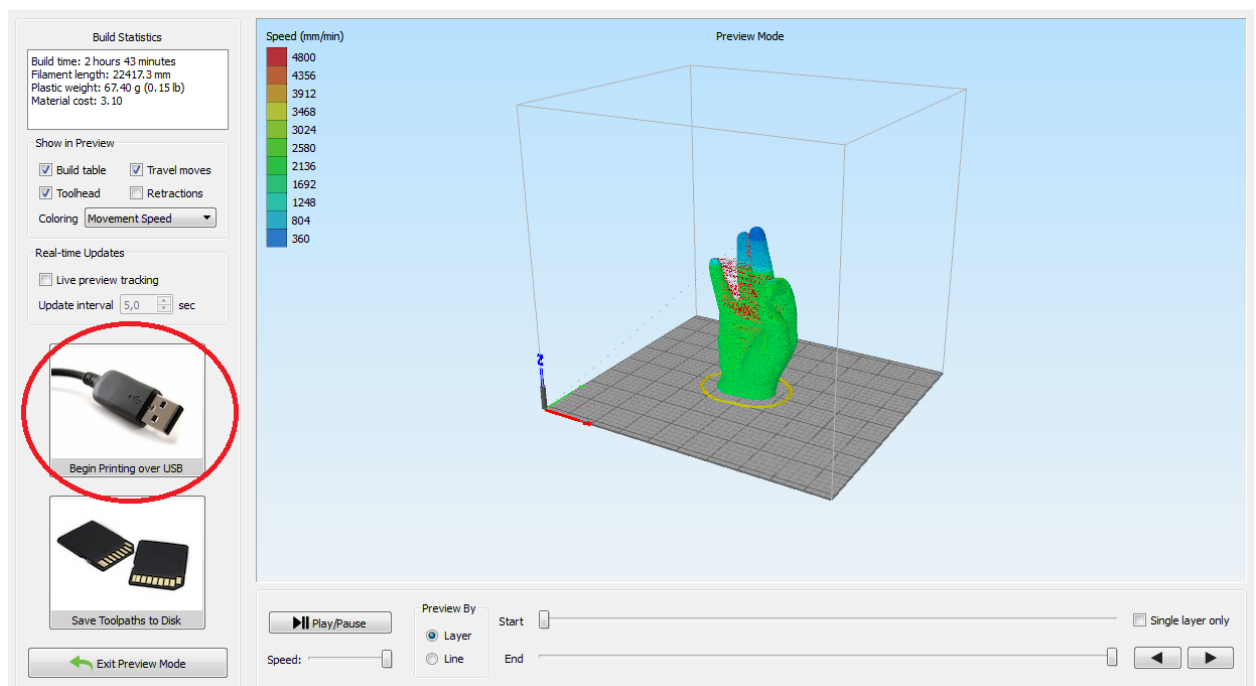 Build Statistics
Build time: 2 hours 43 minutes
Filament length: 22417.3 mm
Plastic weight: 67.40 g (0.15 lb)
Material cost: 3.10
Show in Preview
Build table
Travel moves
Toolhead
Retractions
Coloring Movement Speed
Real-time Updates
Live preview tracking
Update interval 5,0 sec
Begin Printing over USB
Save Toolpaths to Disk
Exit Preview Mode
Speed (mm/min)
4800
4356
3912
3468
3024
2580
2136
1692
1248
804
360
Preview Mode
Z
Play/Pause
Speed:
Preview By
Layer
Line
Start
End
Single layer only